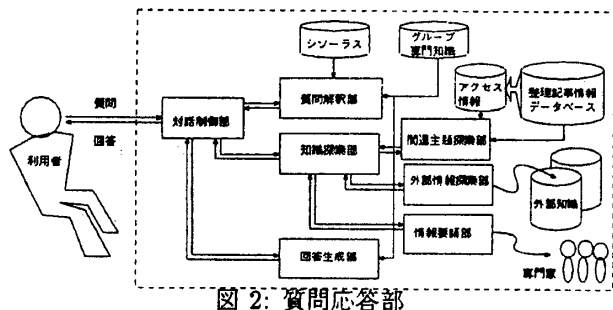 シソーラス
グループ
専門知識
アクセス
情報
整理記事情報
データベース
質問
回答
利用者
対話制御部
質問解釈部
知識探索部
関連主題探索部
外部情報探索部
外部知識
情報要請部
回答生成部
専門家
図 2: 質問応答部